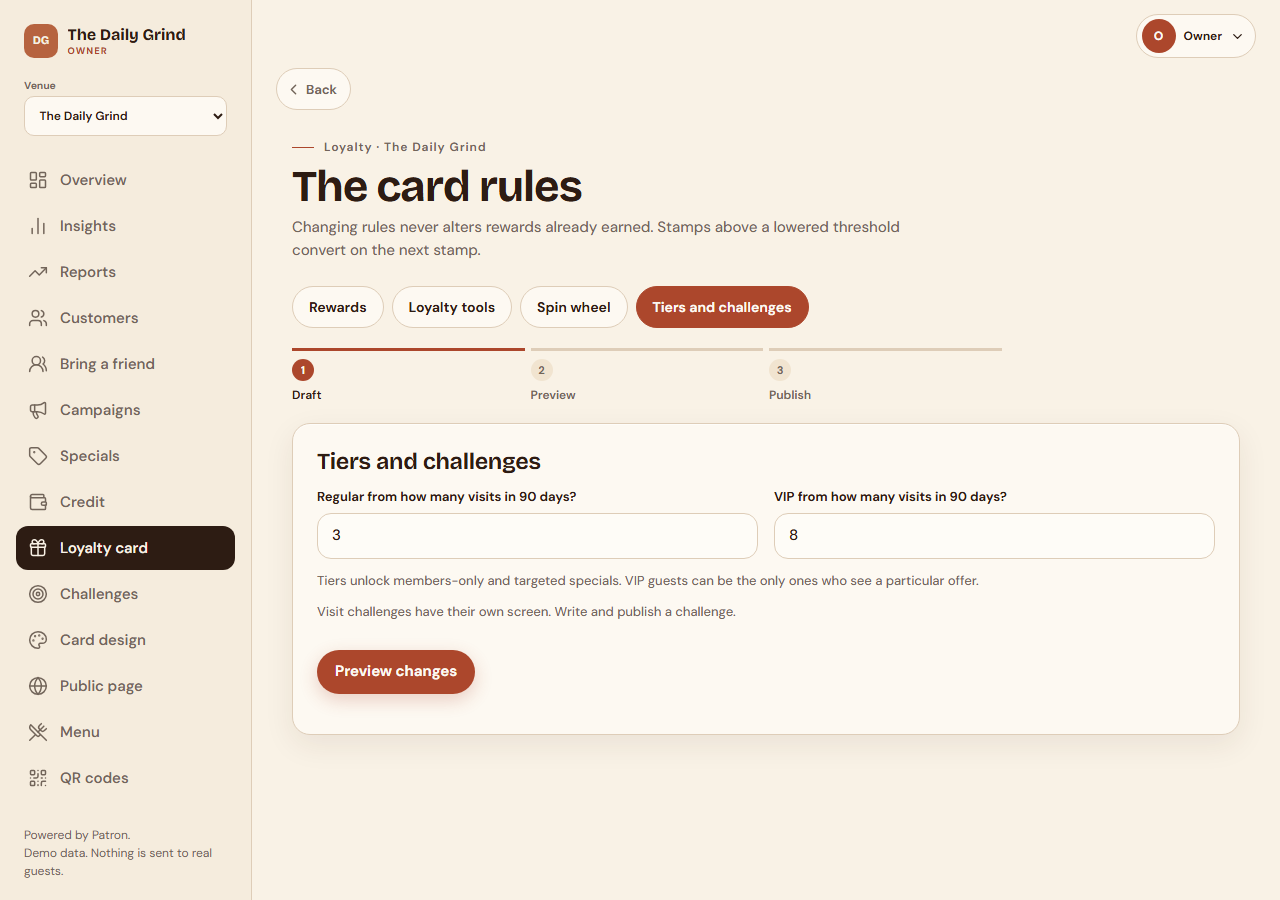 DG
The Daily Grind
OWNER
Venue
The Daily Grind
Overview
Insights
Reports
Customers
Bring a friend
Campaigns
Specials
Credit
Loyalty card
Challenges
Card design
Public page
Menu
QR codes
Powered by Patron.
Demo data. Nothing is sent to real
guests.
O
Owner
Back
Loyalty · The Daily Grind
The card rules
Changing rules never alters rewards already earned. Stamps above a lowered threshold
convert on the next stamp.
Rewards
Loyalty tools
Spin wheel
Tiers and challenges
1
Draft
2
Preview
3
Publish
Tiers and challenges
Regular from how many visits in 90 days?
3
VIP from how many visits in 90 days?
8
Tiers unlock members-only and targeted specials. VIP guests can be the only ones who see a particular offer.
Visit challenges have their own screen. Write and publish a challenge.
Preview changes